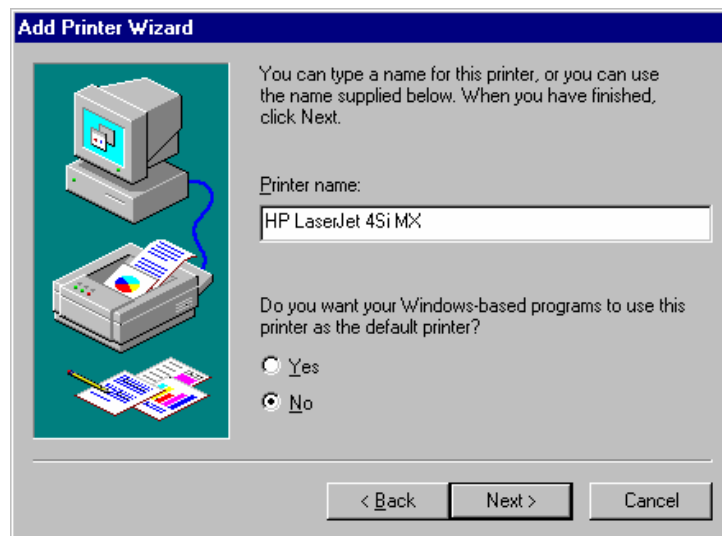 Add Printer Wizard
You can type a name for this printer, or you can use
the name supplied below. When you have finished,
click Next.
Printer name:
HP LaserJet 4Si MX
Do you want your Windows-based programs to use this
printer as the default printer?
Yes
No
< Back
Next >
Cancel